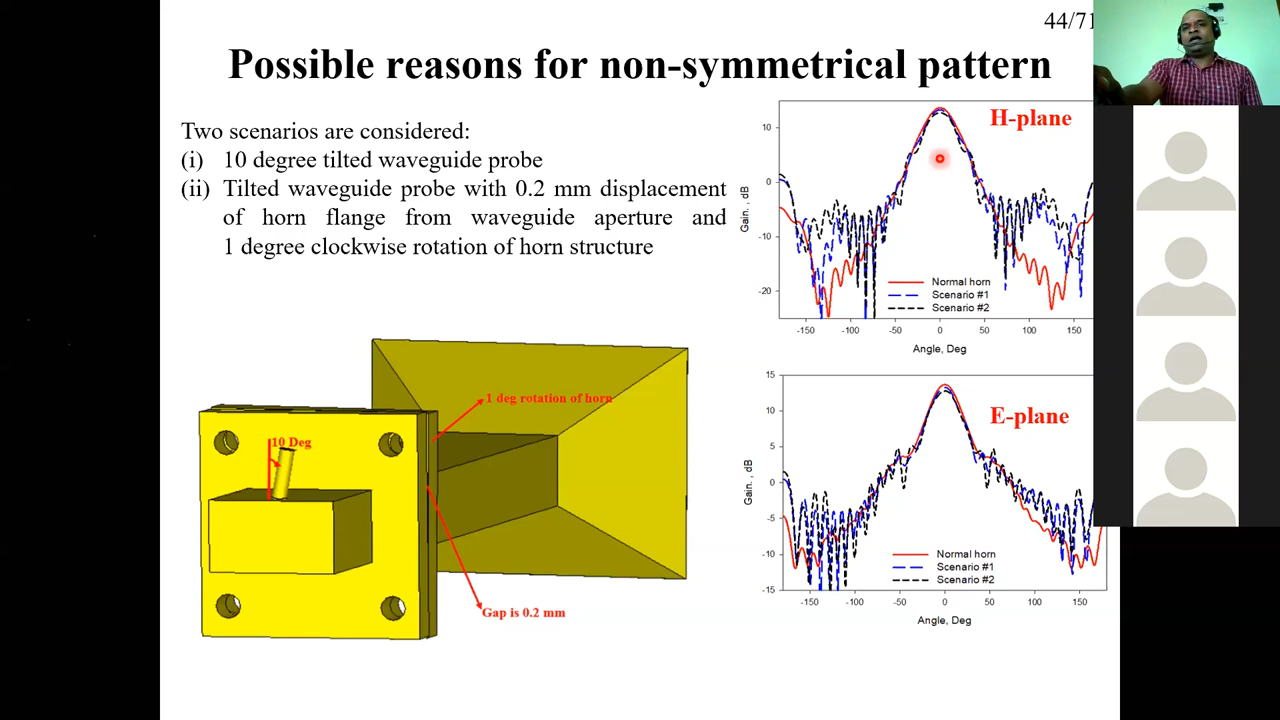 44/71
Possible reasons for non-symmetrical pattern
Two scenarios are considered:
(i) 10 degree tilted waveguide probe
(ii) Tilted waveguide probe with 0.2 mm displacement
of horn flange from waveguide aperture and
1 degree clockwise rotation of horn structure
1 deg rotation of horn
10 Deg
Gap is 0.2 mm
H-plane
Gain. , dB
10
0
-10
-20
Normal horn
Scenario #1
Scenario #2
-150 -100 -50 0 50 100 150
Angle, Deg
E-plane
Gain. , dB
15
10
5
0
-5
-10
-15
Normal horn
Scenario #1
Scenario #2
-150 -100 -50 0 50 100 150
Angle, Deg